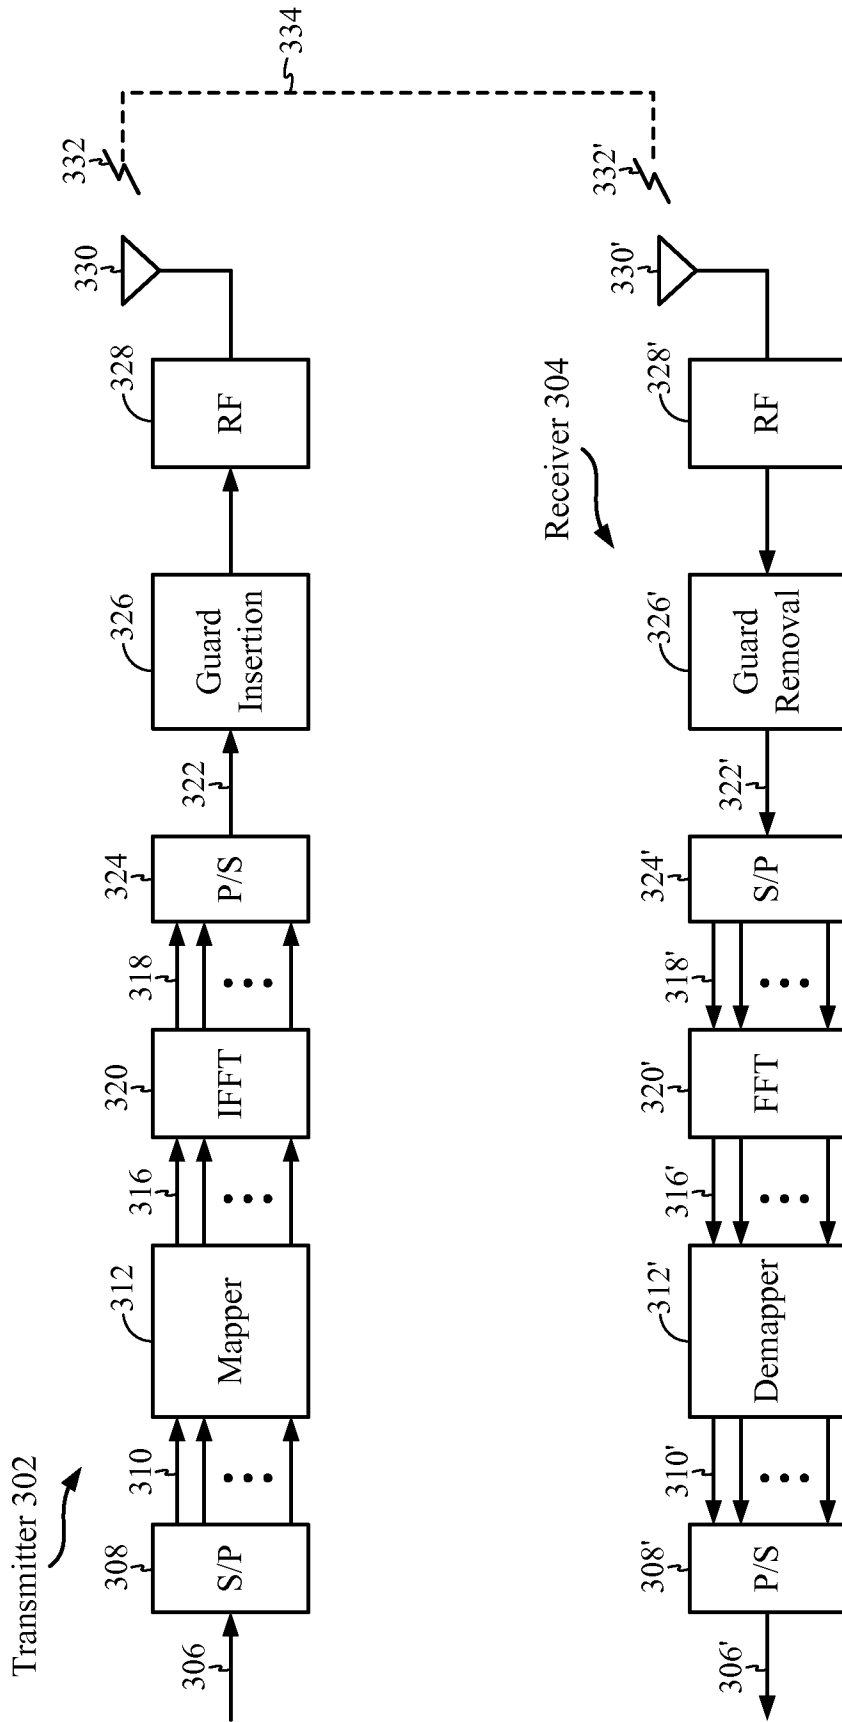 Transmitter 302
306
308
S/P
310
312
Mapper
316
320
IFFT
318
324
P/S
322
326
Guard
Insertion
328
RF
330
332
334
Receiver 304
306'
308'
P/S
310'
312'
Demapper
316'
320'
FFT
318'
324'
S/P
322'
326'
Guard
Removal
328'
RF
330'
332'